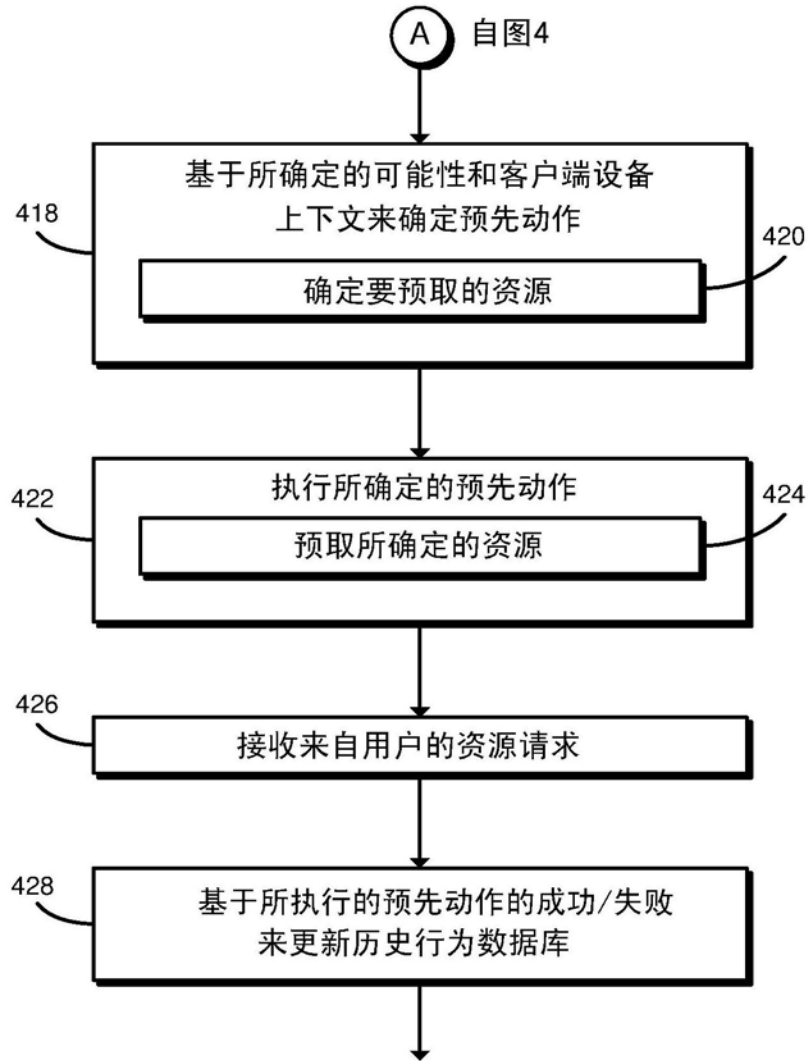 A 自图4
基于所确定的可能性和客户端设备
上下文来确定预先动作
418
420
确定要预取的资源
执行所确定的预先动作
422
424
预取所确定的资源
426
接收来自用户的资源请求
428
基于所执行的预先动作的成功/失败
来更新历史行为数据库